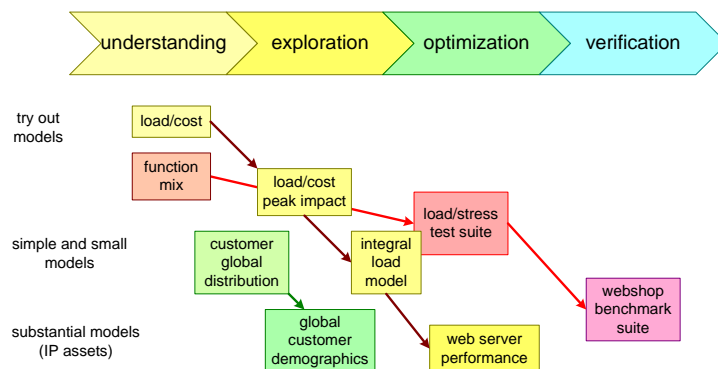 understanding
exploration
optimization
verification
try out
models
load/cost
function
mix
load/cost
peak impact
load/stress
test suite
simple and small
models
customer
global
distribution
integral
load
model
webshop
benchmark
suite
substantial models
(IP assets)
global
customer
demographics
web server
performance